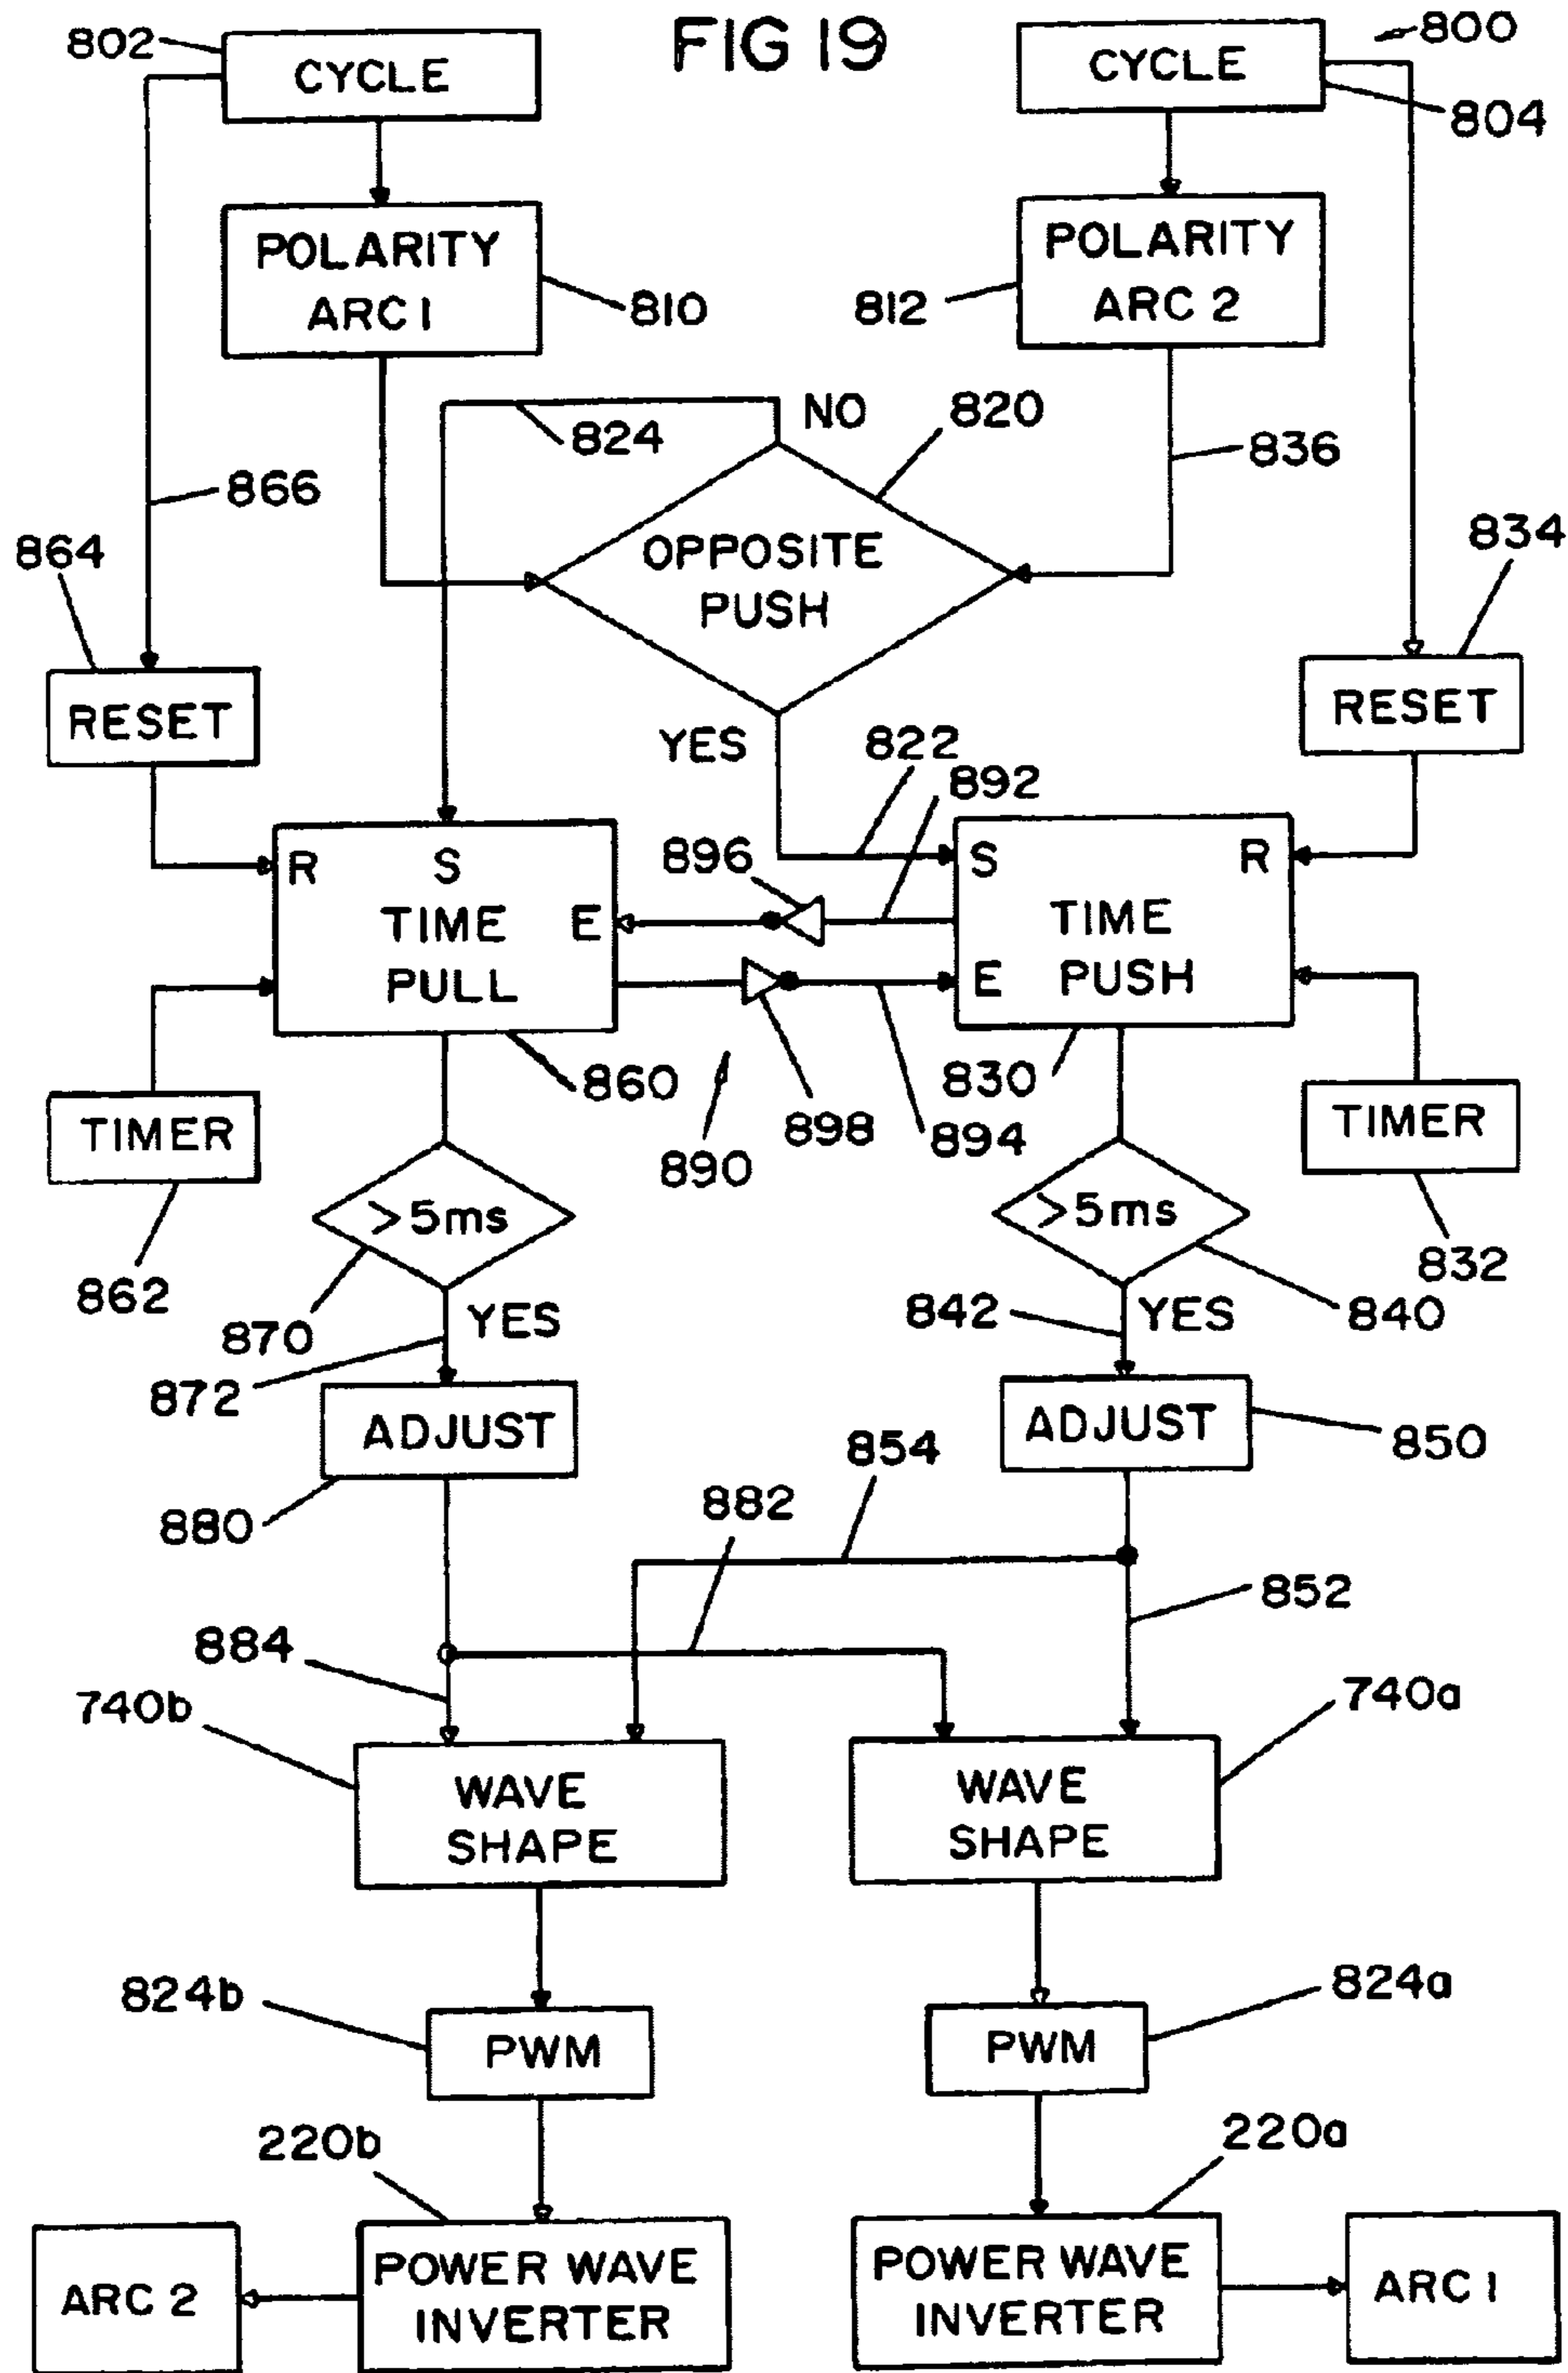 FIG 19
802
CYCLE
CYCLE
800
804
POLARITY
ARC 1
810
812
POLARITY
ARC 2
NO
824
820
836
866
864
OPPOSITE
PUSH
834
RESET
RESET
YES
822
892
896
R
S
TIME
PULL
E
S
R
TIME
PUSH
E
860
830
898
894
890
TIMER
TIMER
862
832
>5ms
>5ms
870
YES
872
842
YES
840
ADJUST
ADJUST
850
880
854
882
852
884
740b
740a
WAVE
SHAPE
WAVE
SHAPE
824b
PWM
PWM
824a
220b
220a
ARC 2
POWER WAVE
INVERTER
POWER WAVE
INVERTER
ARC 1